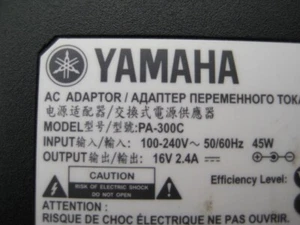 YAMAHA
AC ADAPTOR / АДАПТЕР ПЕРЕМЕННОГО ТОКА
电源适配器/交換式電源供應器
MODEL型号/型號:PA-300C
INPUT输入/輸入: 100-240V~ 50/60Hz 45W
OUTPUT输出/輸出: 16V 2.4A
CAUTION
RISK OF ELECTRIC SHOCK
DO NOT OPEN
Efficiency Level:
ATTENTION :
RISQUE DE CHOC ÉLECTRIQUE NE PAS OUV